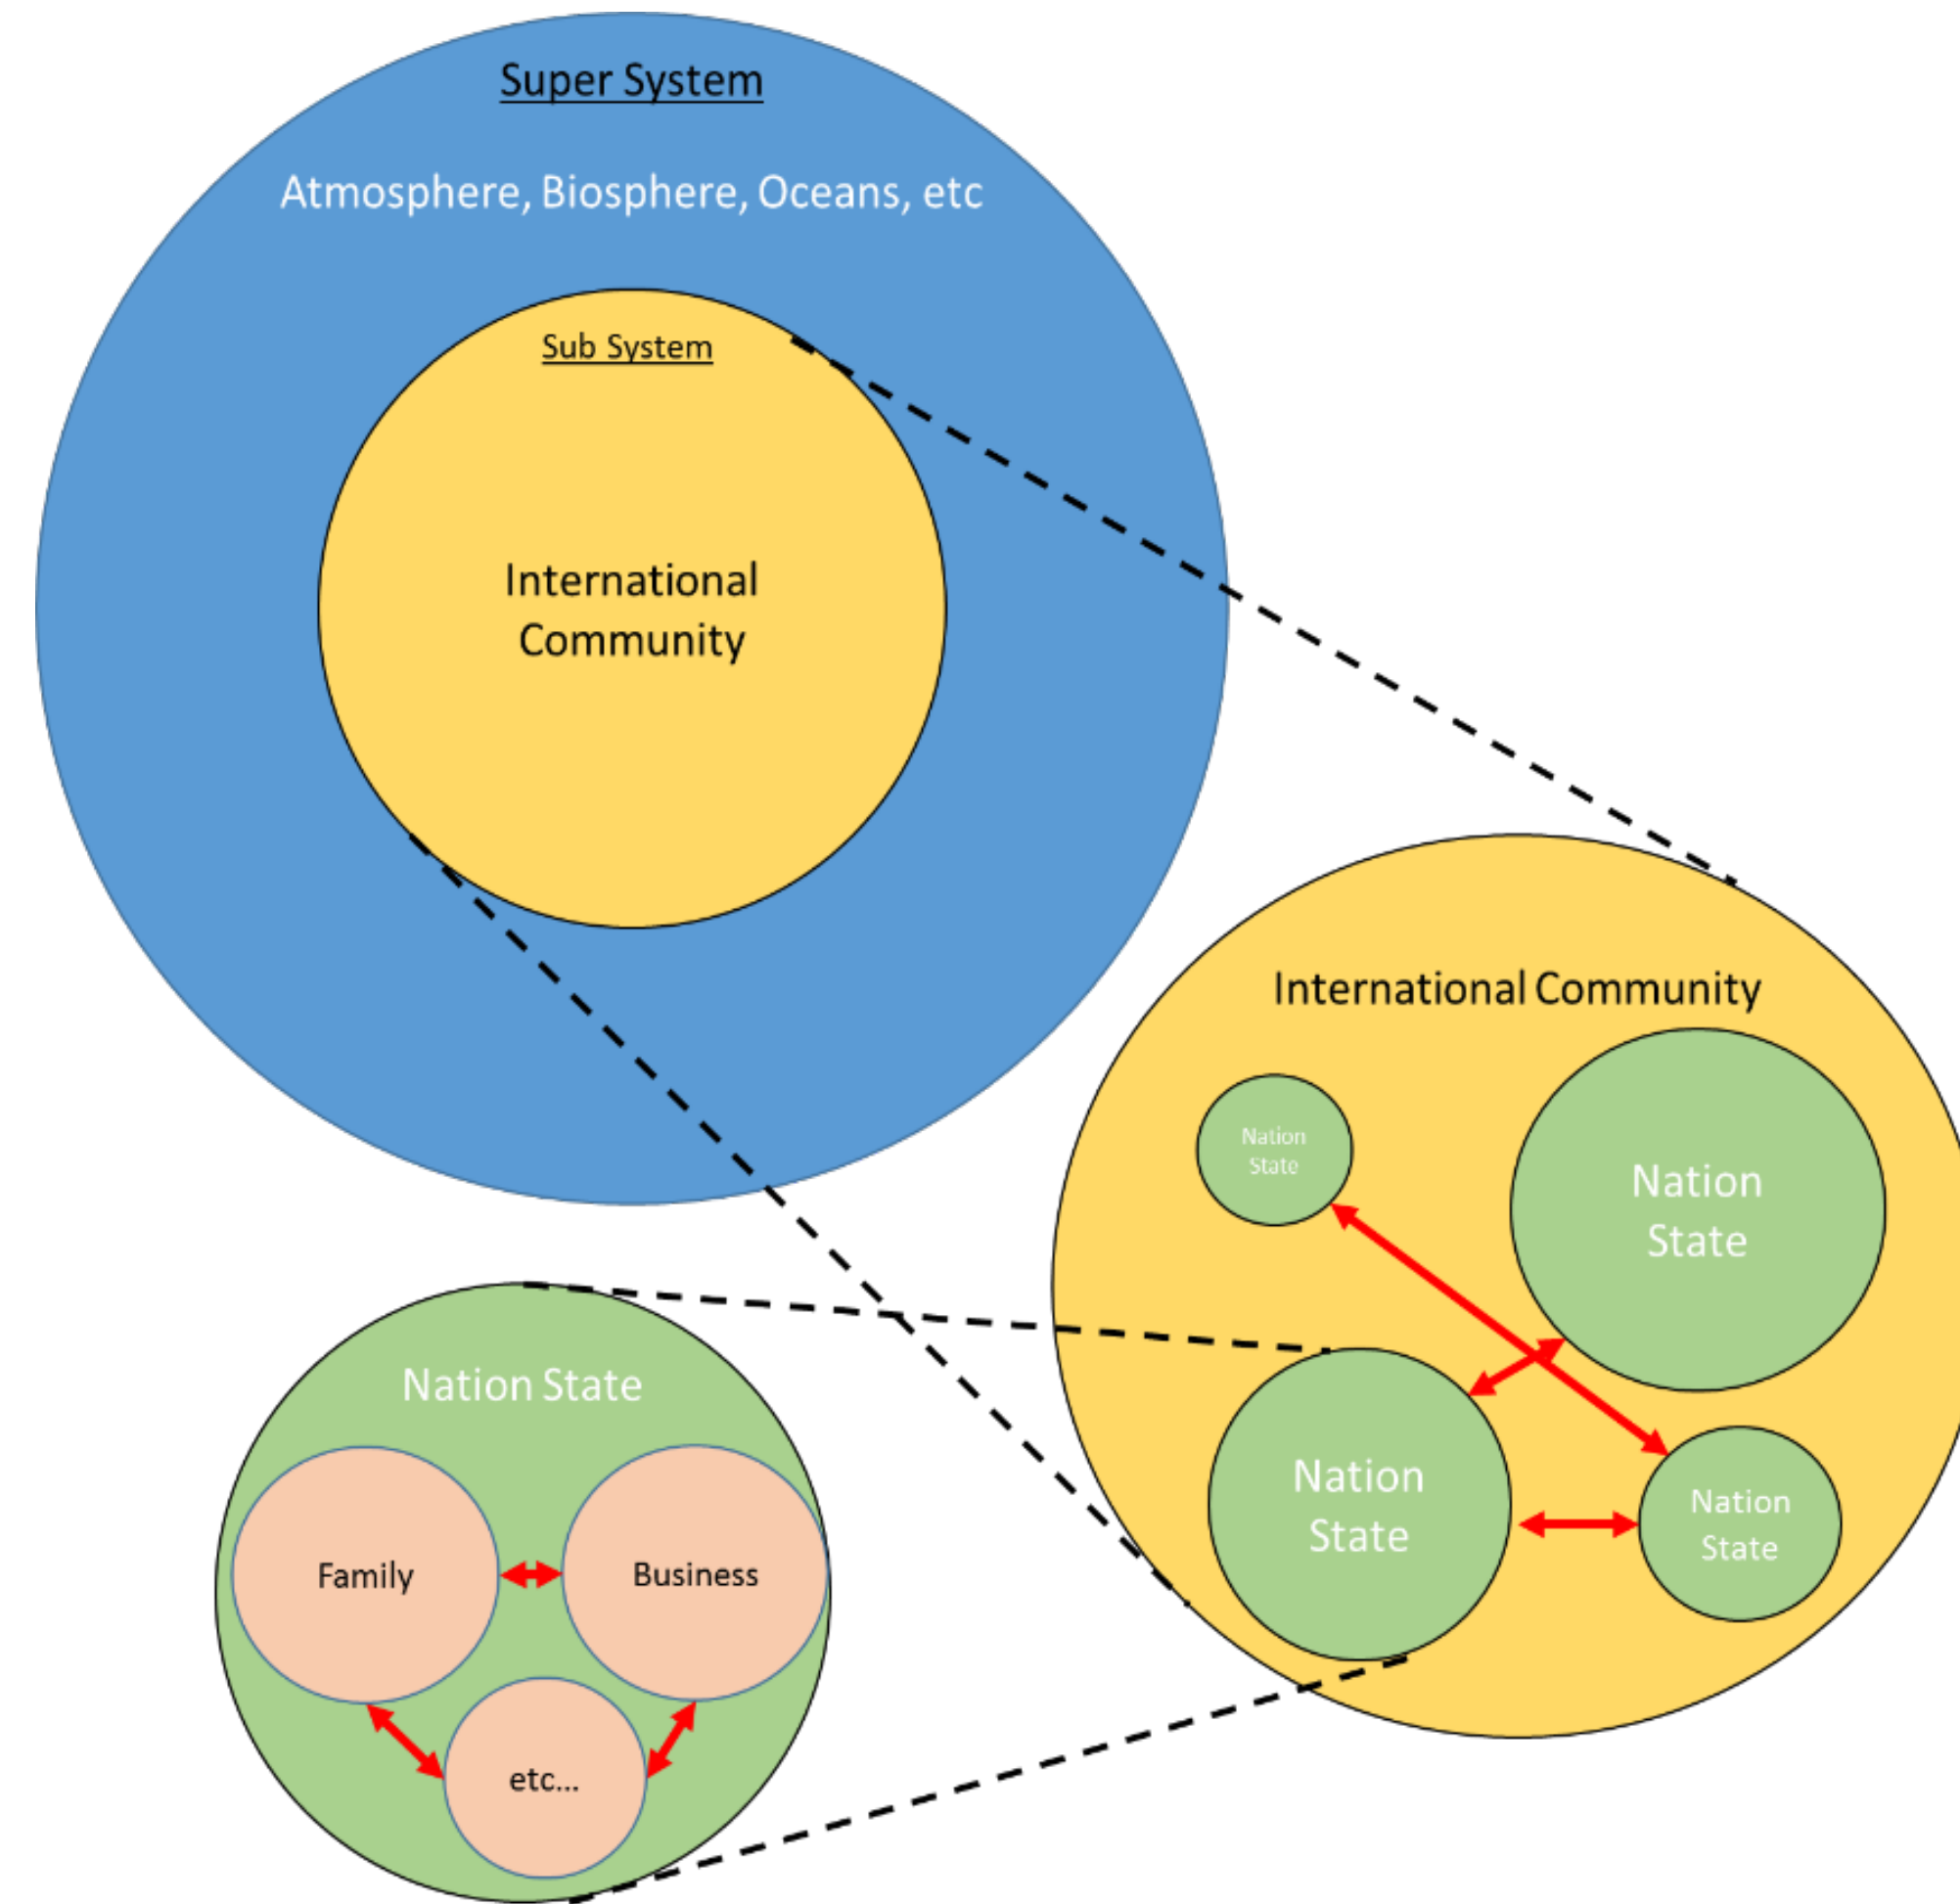 Super System
Atmosphere, Biosphere, Oceans, etc
Sub System
International
Community
International Community
Nation
State
Nation
State
Nation
State
Nation
State
Nation State
Family
Business
etc...